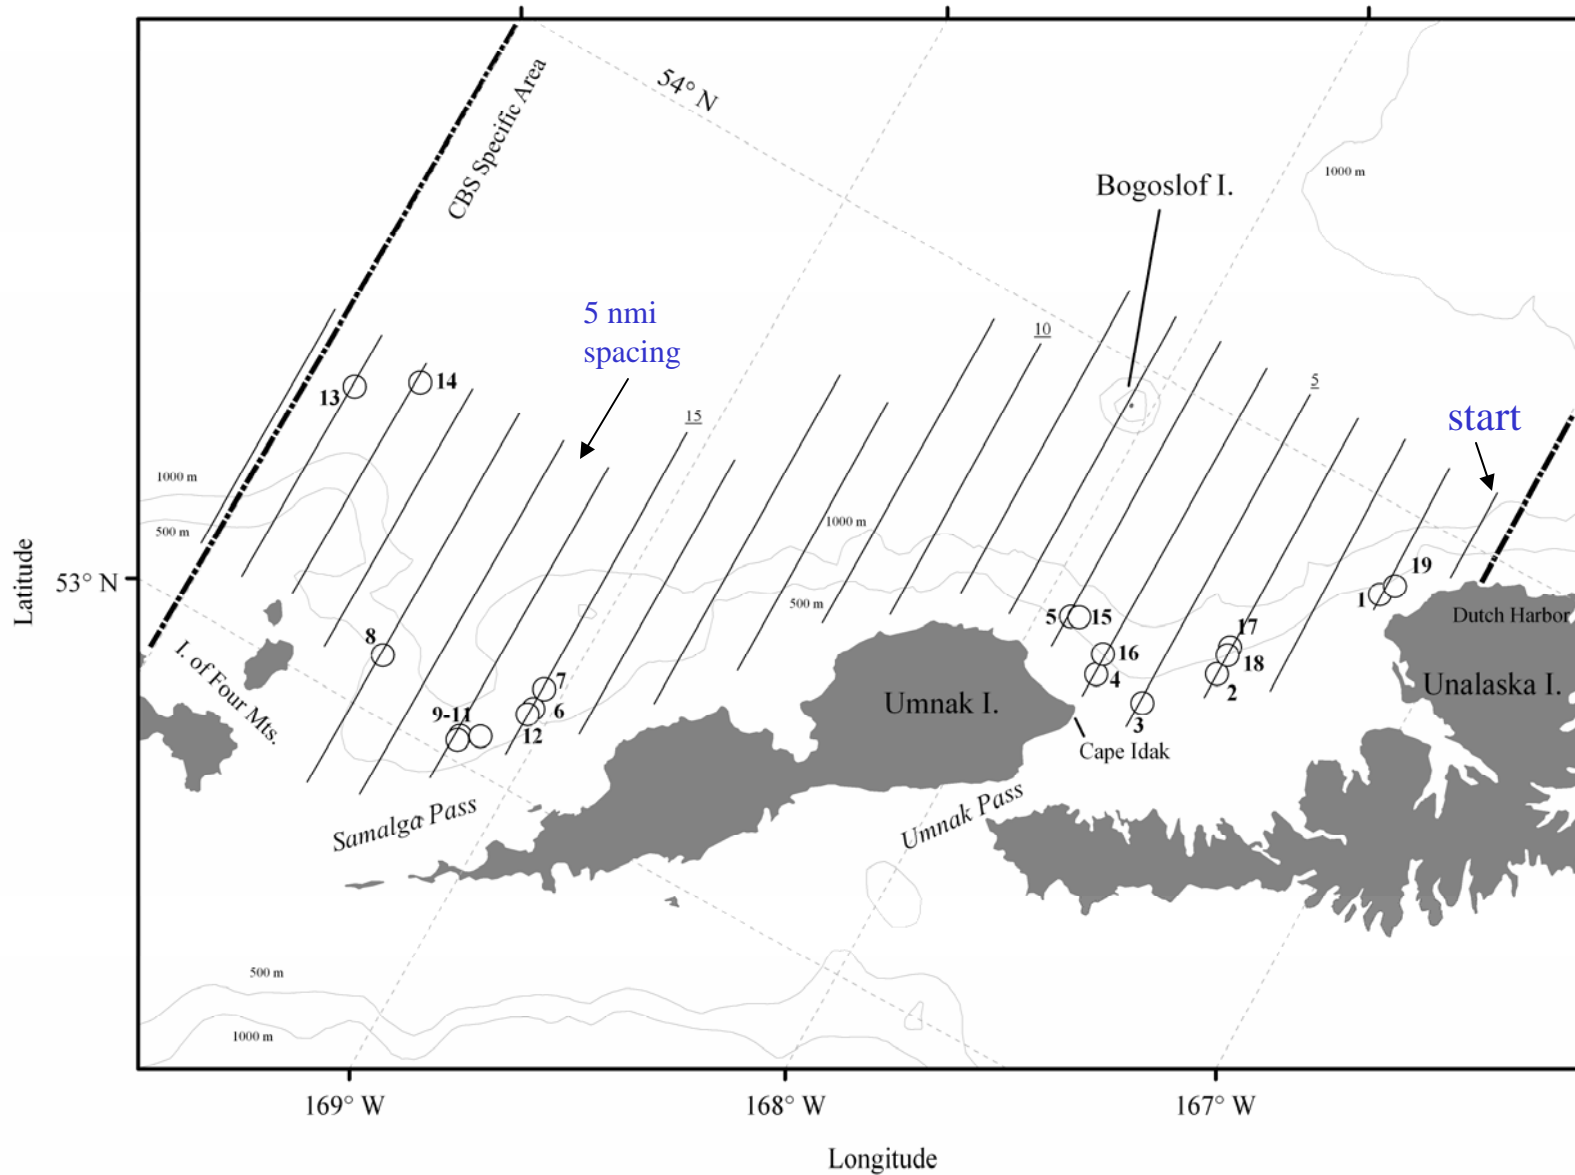 54° N
CBS Specific Area
1000 m
Bogoslof I.
5 nmi
spacing
10
13
14
5
15
start
1000 m
500 m
1000 m
500 m
Latitude
53° N
19
1
Dutch Harbor
5
15
17
16
18
4
2
8
I. of Four Mts.
7
6
9-11
12
3
Umnak I.
Unalaska I.
Cape Idak
Samalga Pass
Umnak Pass
500 m
1000 m
169° W
168° W
167° W
Longitude